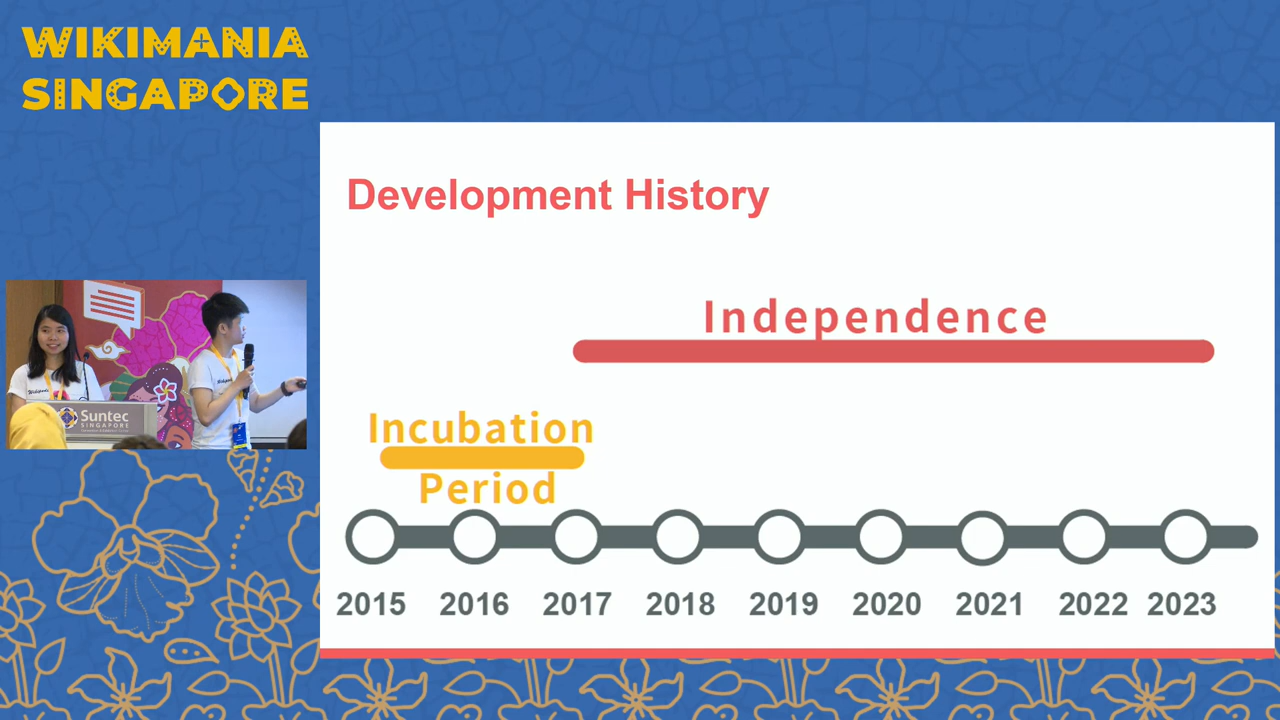 WIKIMANIA
SINGAPORE
Development History
Independence
Incubation
Period
2015 2016 2017 2018 2019 2020 2021 2022 2023
Suntec
SINGAPORE